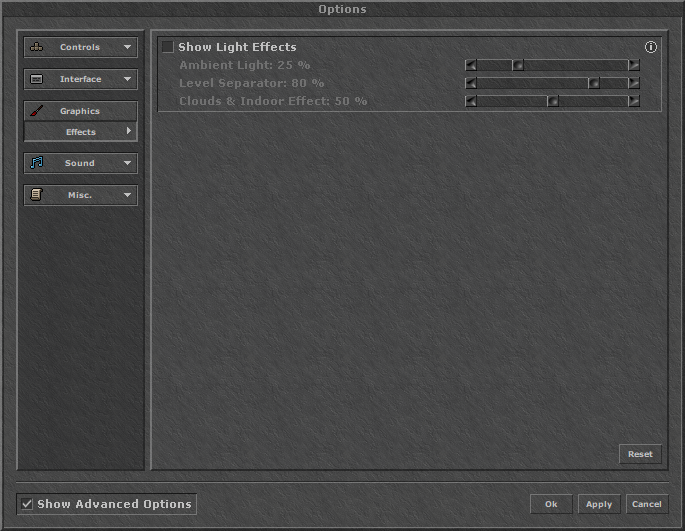 Options
Controls
Interface
Graphics
Effects
Sound
Misc.
Show Light Effects
Ambient Light: 25 %
Level Separator: 80 %
Clouds & Indoor Effect: 50 %
Reset
Show Advanced Options
Ok
Apply
Cancel